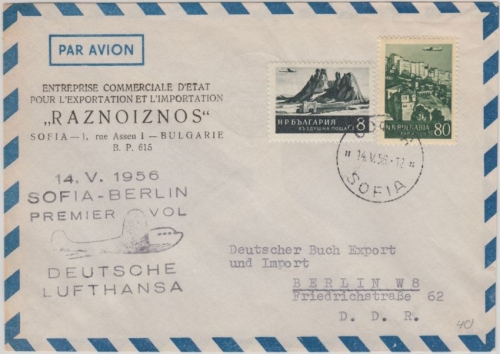 PAR AVION
ENTREPRISE COMMERCIALE D'ETAT
POUR L'EXPORTATION ET L'IMPORTATION
„RAZNOIZNOS"
SOFIA—1, rue Assen 1 — BULGARIE
B. P. 615
14. V. 1956
SOFIA-BERLIN
PREMIER VOL
DEUTSCHE
LUFTHANSA
НР БЪЛГАРИЯ 8
ВЪЗДУШНА ПОЩА
Н.Р. БЪЛГАРИЯ 80
14. V. 56 - 12
SOFIA
Deutscher Buch Export
und Import
BERLIN W8
Friedrichstraße 62
D. D. R.